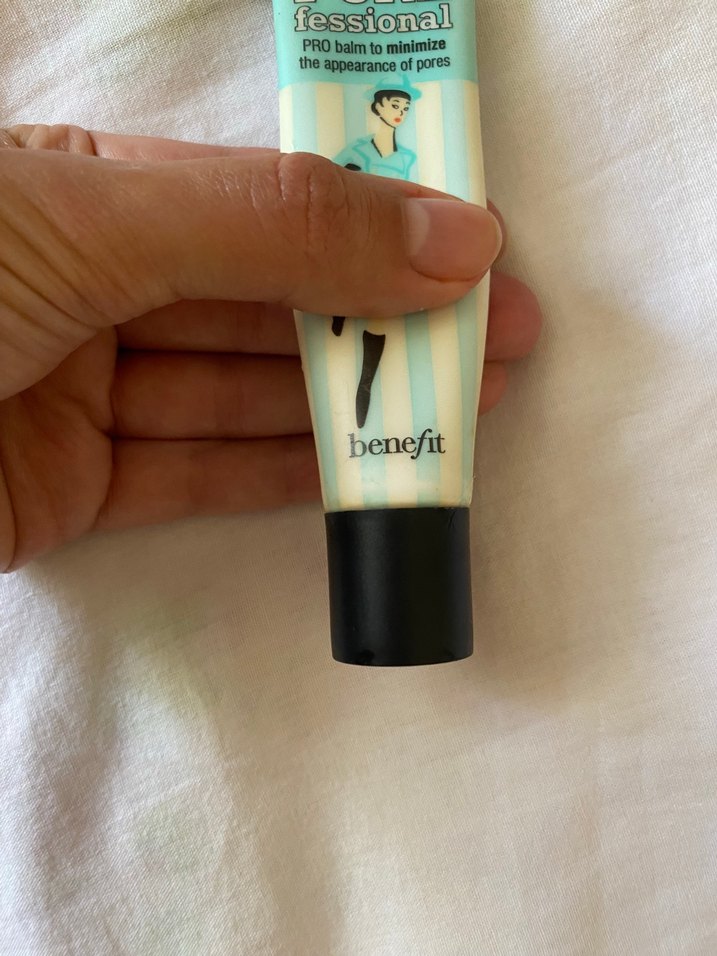 fessional
PRO balm to minimize
the appearance of pores
benefit